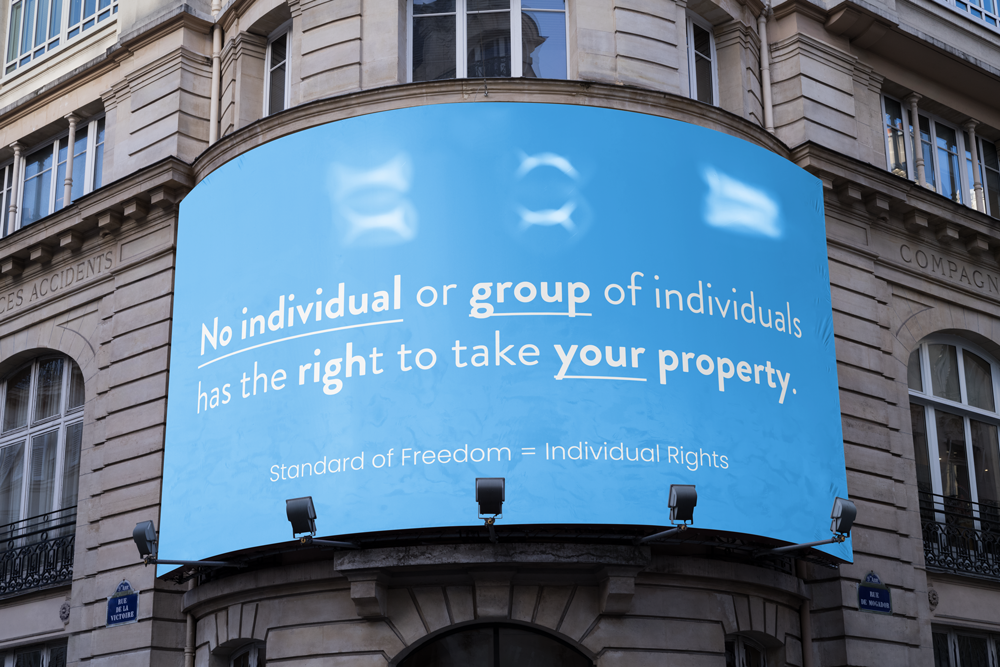 No individual or group of individuals
has the right to take your property.
Standard of Freedom = Individual Rights
CES ACCIDENTS
COMPAGN
RUE
DE LA
VICTOIRE
RUE
DE MOGADOR